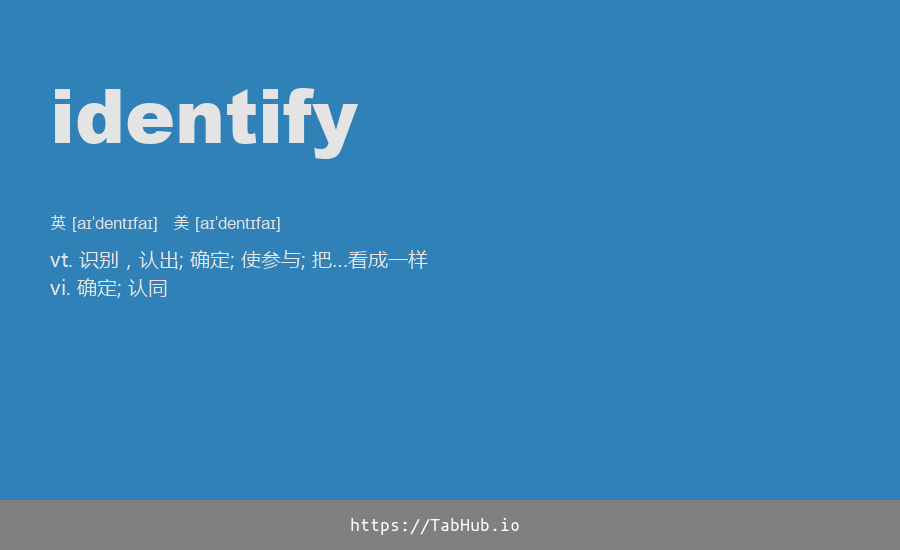 identify
英 [aɪˈdentɪfaɪ] 美 [aɪˈdentɪfaɪ]
vt. 识别，认出; 确定; 使参与; 把...看成一样
vi. 确定; 认同
https://TabHub.io